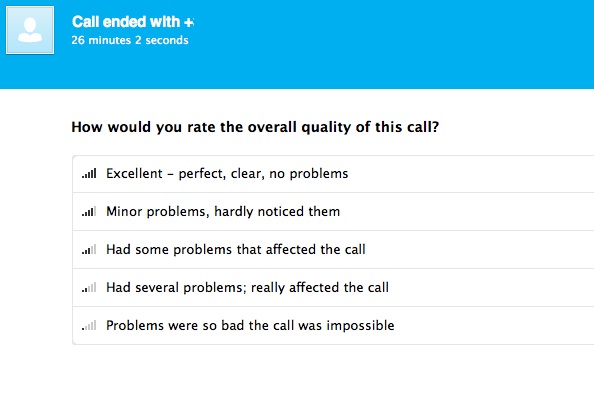 Call ended with +
26 minutes 2 seconds
How would you rate the overall quality of this call?
Excellent – perfect, clear, no problems
Minor problems, hardly noticed them
Had some problems that affected the call
Had several problems; really affected the call
Problems were so bad the call was impossible